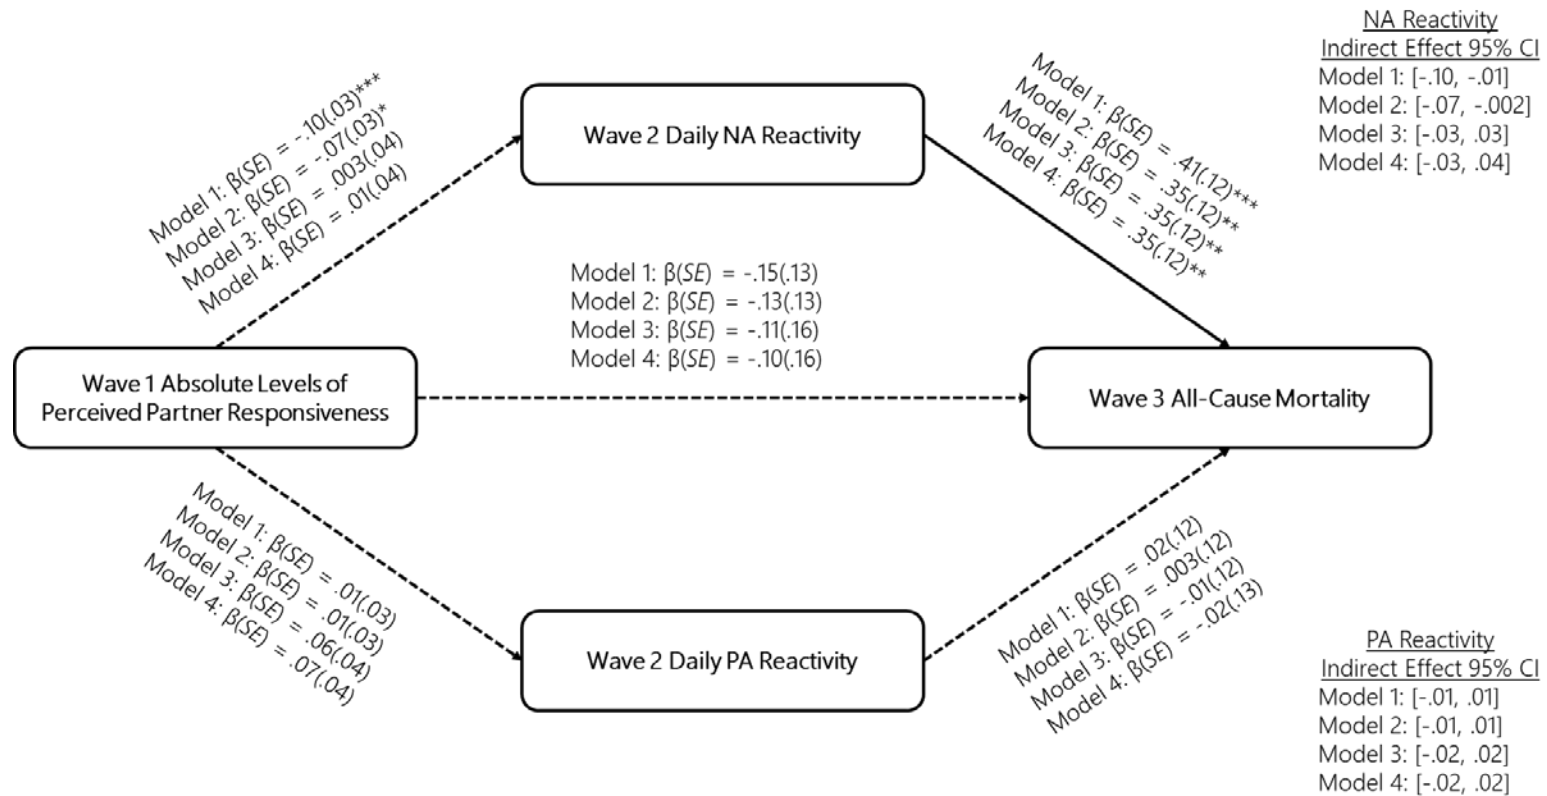 NA Reactivity
Indirect Effect 95% CI
Model 1: [-.10, -.01]
Model 2: [-.07, -.002]
Model 3: [-.03, .03]
Model 4: [-.03, .04]
Model 1: β(SE) = -.10(.03)***
Model 2: β(SE) = -.07(.03)*
Model 3: β(SE) = .003(.04)
Model 4: β(SE) = .01(.04)
Wave 2 Daily NA Reactivity
Model 1: β(SE) = .41(.12)***
Model 2: β(SE) = .35(.12)**
Model 3: β(SE) = .35(.12)**
Model 4: β(SE) = .35(.12)**
Model 1: β(SE) = -.15(.13)
Model 2: β(SE) = -.13(.13)
Model 3: β(SE) = -.11(.16)
Model 4: β(SE) = -.10(.16)
Wave 1 Absolute Levels of
Perceived Partner Responsiveness
Wave 3 All-Cause Mortality
Model 1: β(SE) = .01(.03)
Model 2: β(SE) = .01(.03)
Model 3: β(SE) = .06(.04)
Model 4: β(SE) = .07(.04)
Wave 2 Daily PA Reactivity
Model 1: β(SE) = .02(.12)
Model 2: β(SE) = .003(.12)
Model 3: β(SE) = -.01(.12)
Model 4: β(SE) = -.02(.13)
PA Reactivity
Indirect Effect 95% CI
Model 1: [-.01, .01]
Model 2: [-.01, .01]
Model 3: [-.02, .02]
Model 4: [-.02, .02]